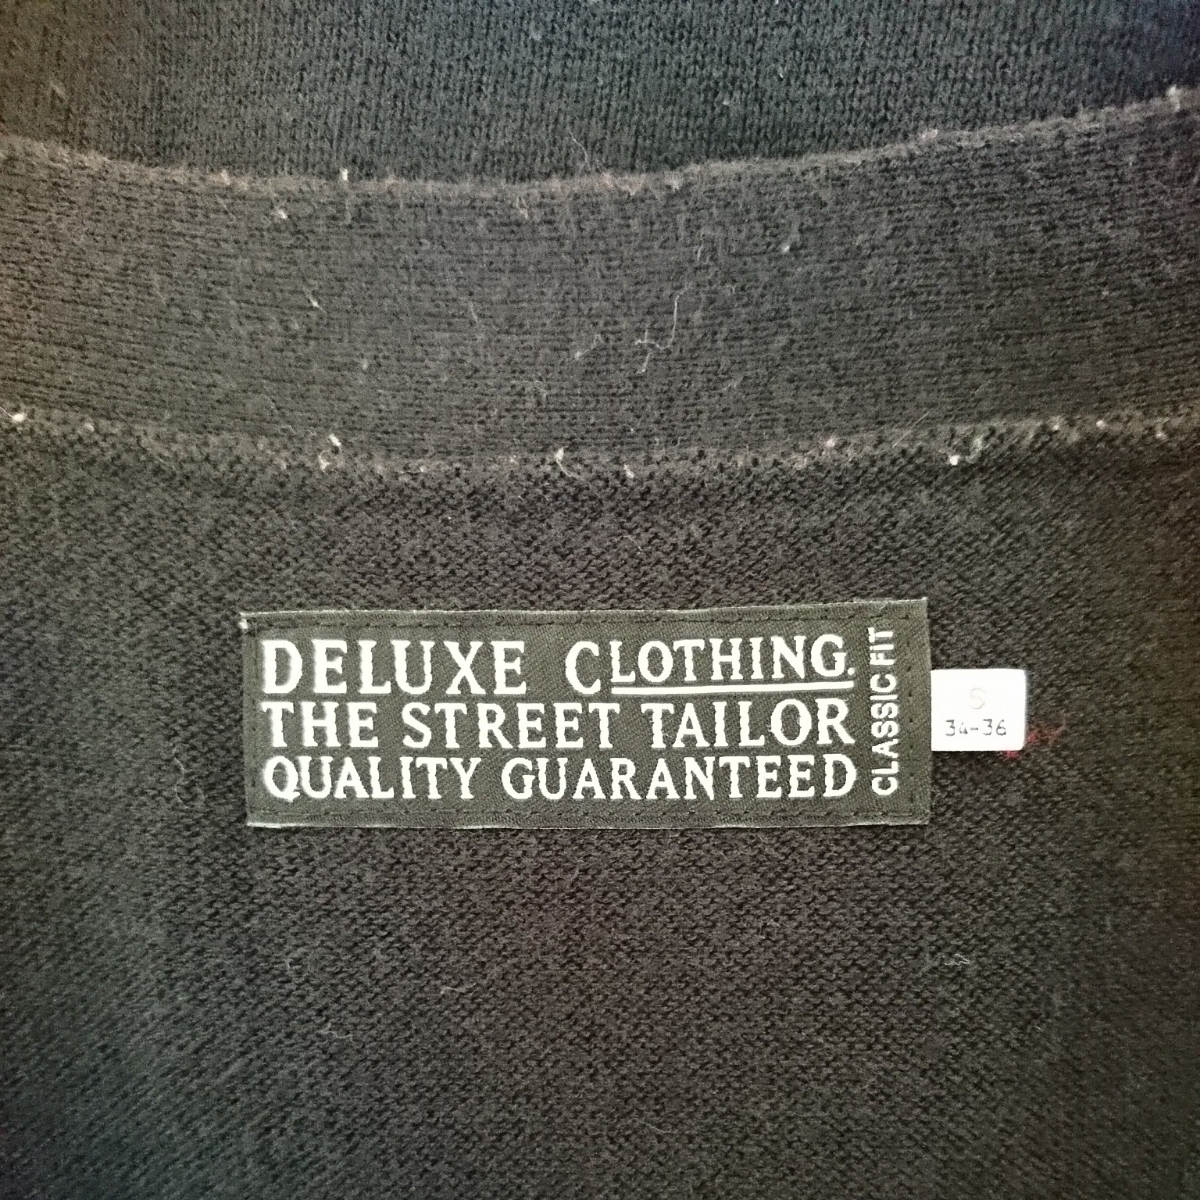 DELUXE CLOTHING.
THE STREET TAILOR
QUALITY GUARANTEED
CLASSIC FIT
S
34-36